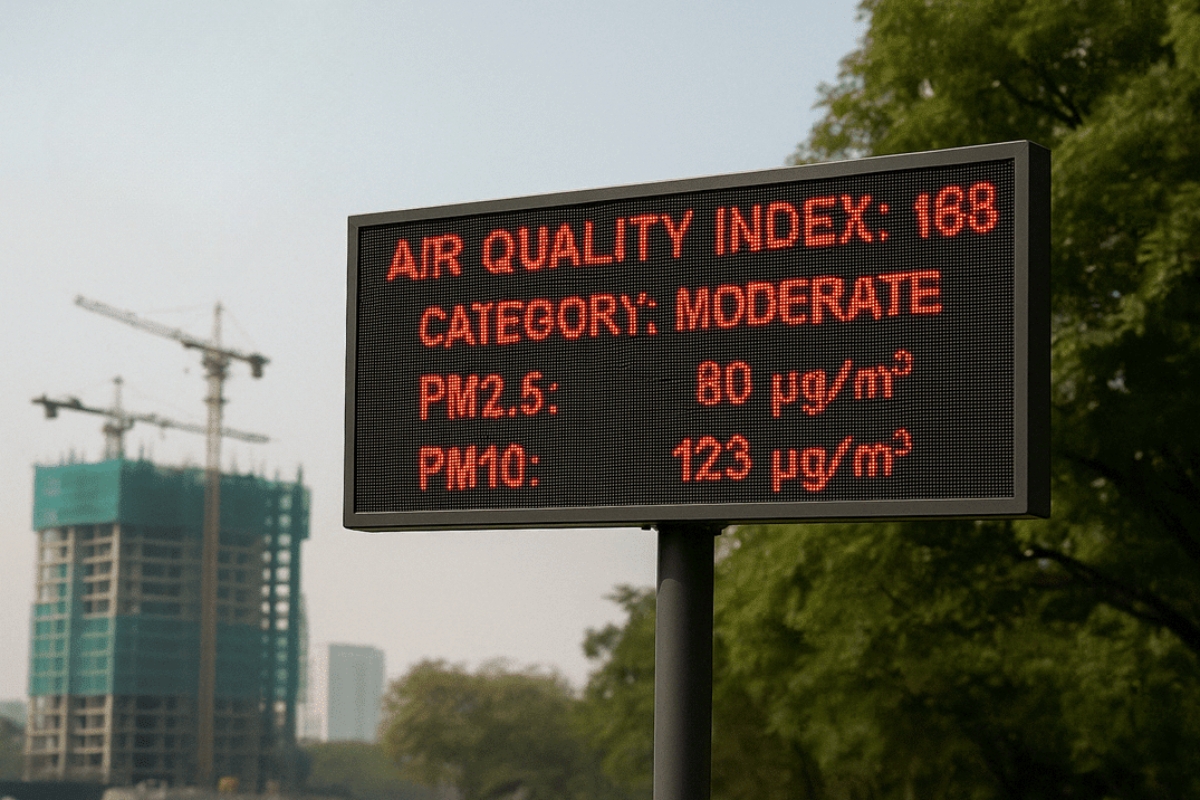 AIR QUALITY INDEX: 168
CATEGORY: MODERATE
PM2.5: 80 µg/m³
PM10: 123 µg/m³